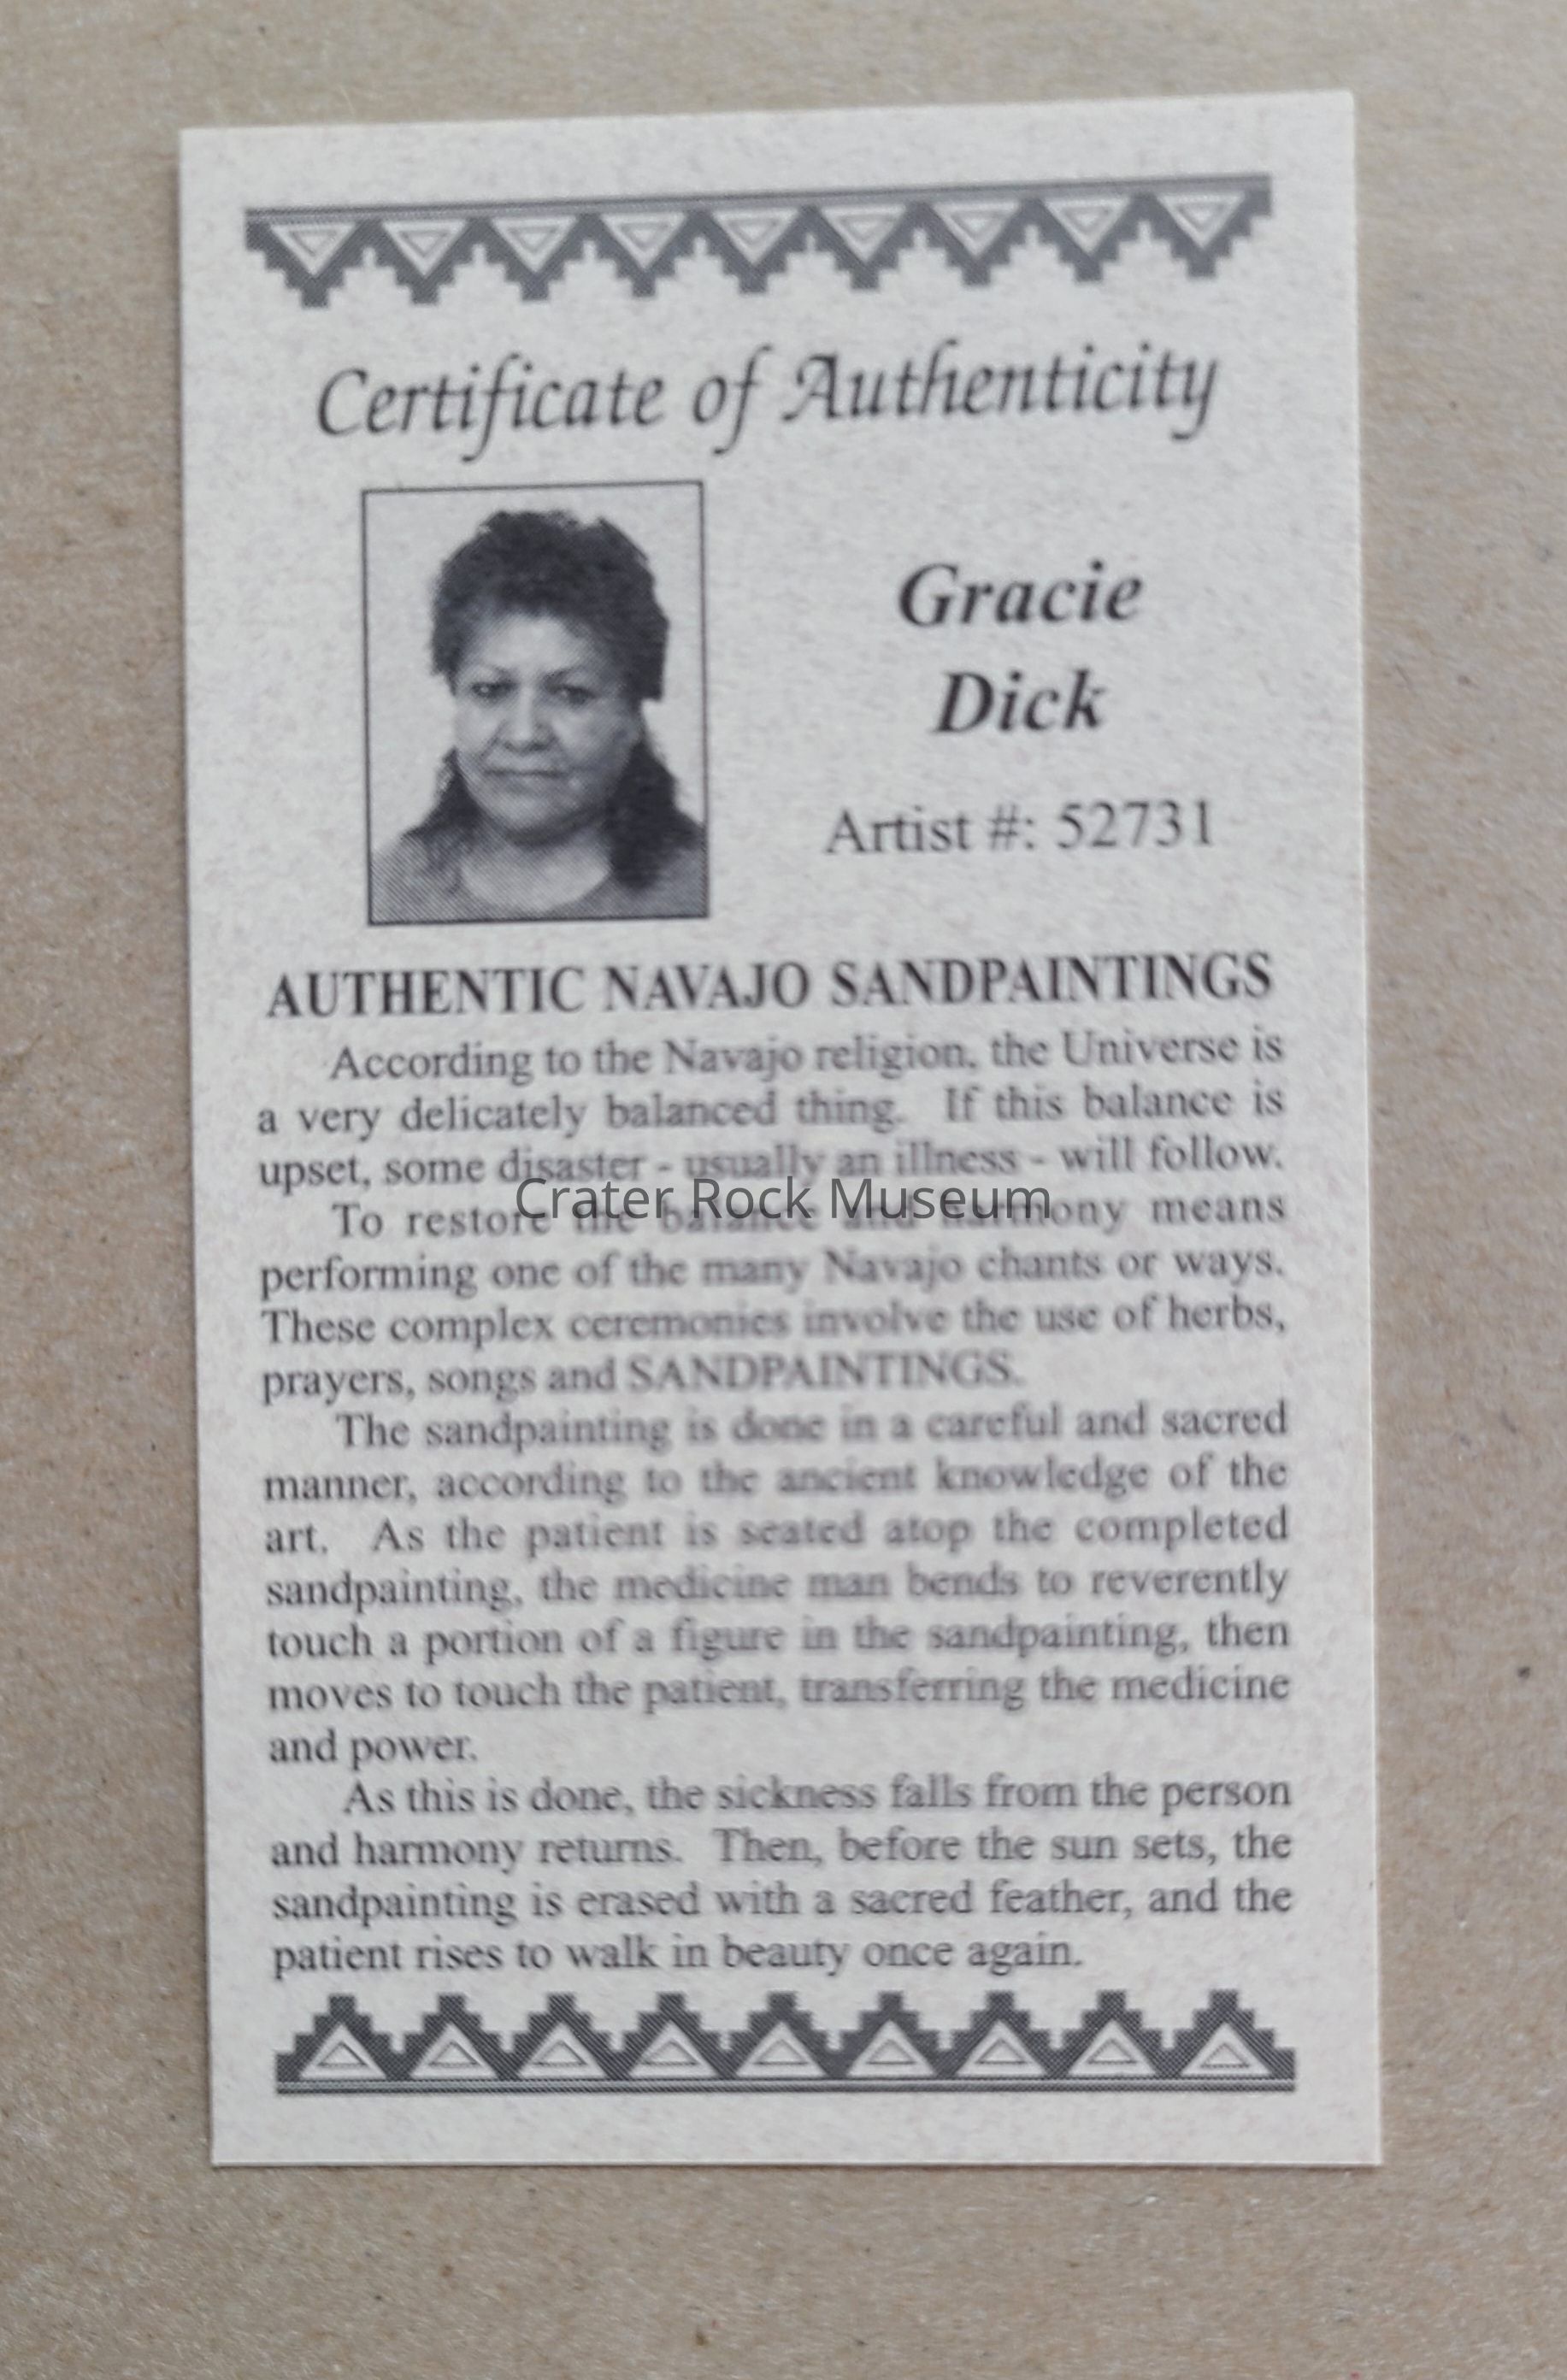 Certificate of Authenticity
Gracie
Dick
Artist #: 52731
AUTHENTIC NAVAJO SANDPAINTINGS
According to the Navajo religion, the Universe is
a very delicately balanced thing. If this balance is
upset, some disaster - usually an illness - will follow.
To restore the balance and harmony means
Crater Rock Museum
performing one of the many Navajo chants or ways.
These complex ceremonies involve the use of herbs,
prayers, songs and SANDPAINTINGS.
The sandpainting is done in a careful and sacred
manner, according to the ancient knowledge of the
art. As the patient is seated atop the completed
sandpainting, the medicine man bends to reverently
touch a portion of a figure in the sandpainting, then
moves to touch the patient, transferring the medicine
and power.
As this is done, the sickness falls from the person
and harmony returns. Then, before the sun sets, the
sandpainting is erased with a sacred feather, and the
patient rises to walk in beauty once again.